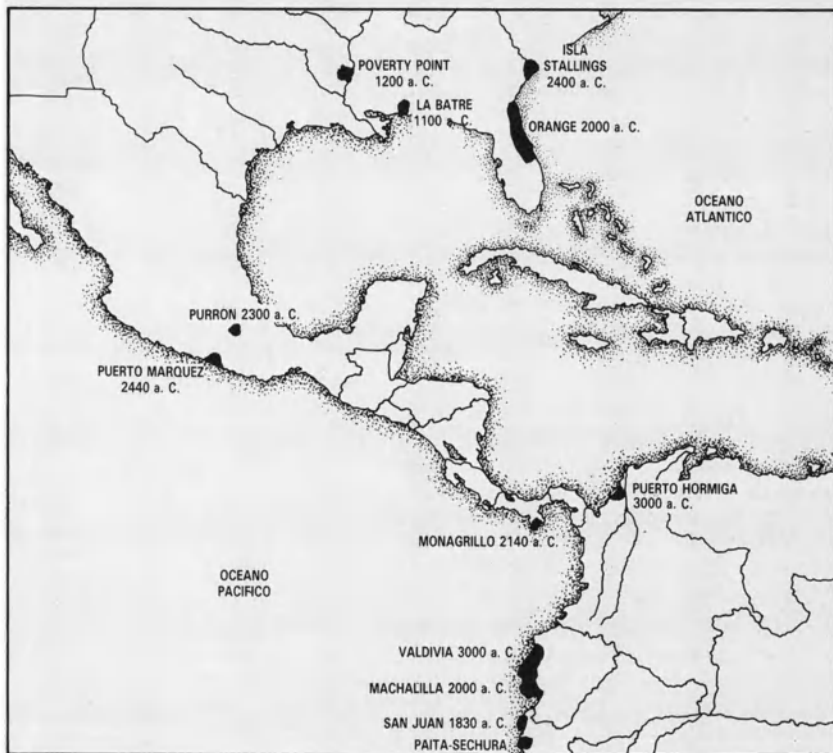 POVERTY POINT
1200 a. C.
ISLA
STALLINGS
2400 a. C.
LA BATRE
1100 a. C.
ORANGE 2000 a. C.
OCEANO
ATLANTICO
PURRON 2300 a. C.
PUERTO MARQUEZ
2440 a. C.
PUERTO HORMIGA
3000 a. C.
MONAGRILLO 2140 a. C.
OCEANO
PACIFICO
VALDIVIA 3000 a. C.
MACHALILLA 2000 a. C.
SAN JUAN 1830 a. C.
PAITA-SECHURA